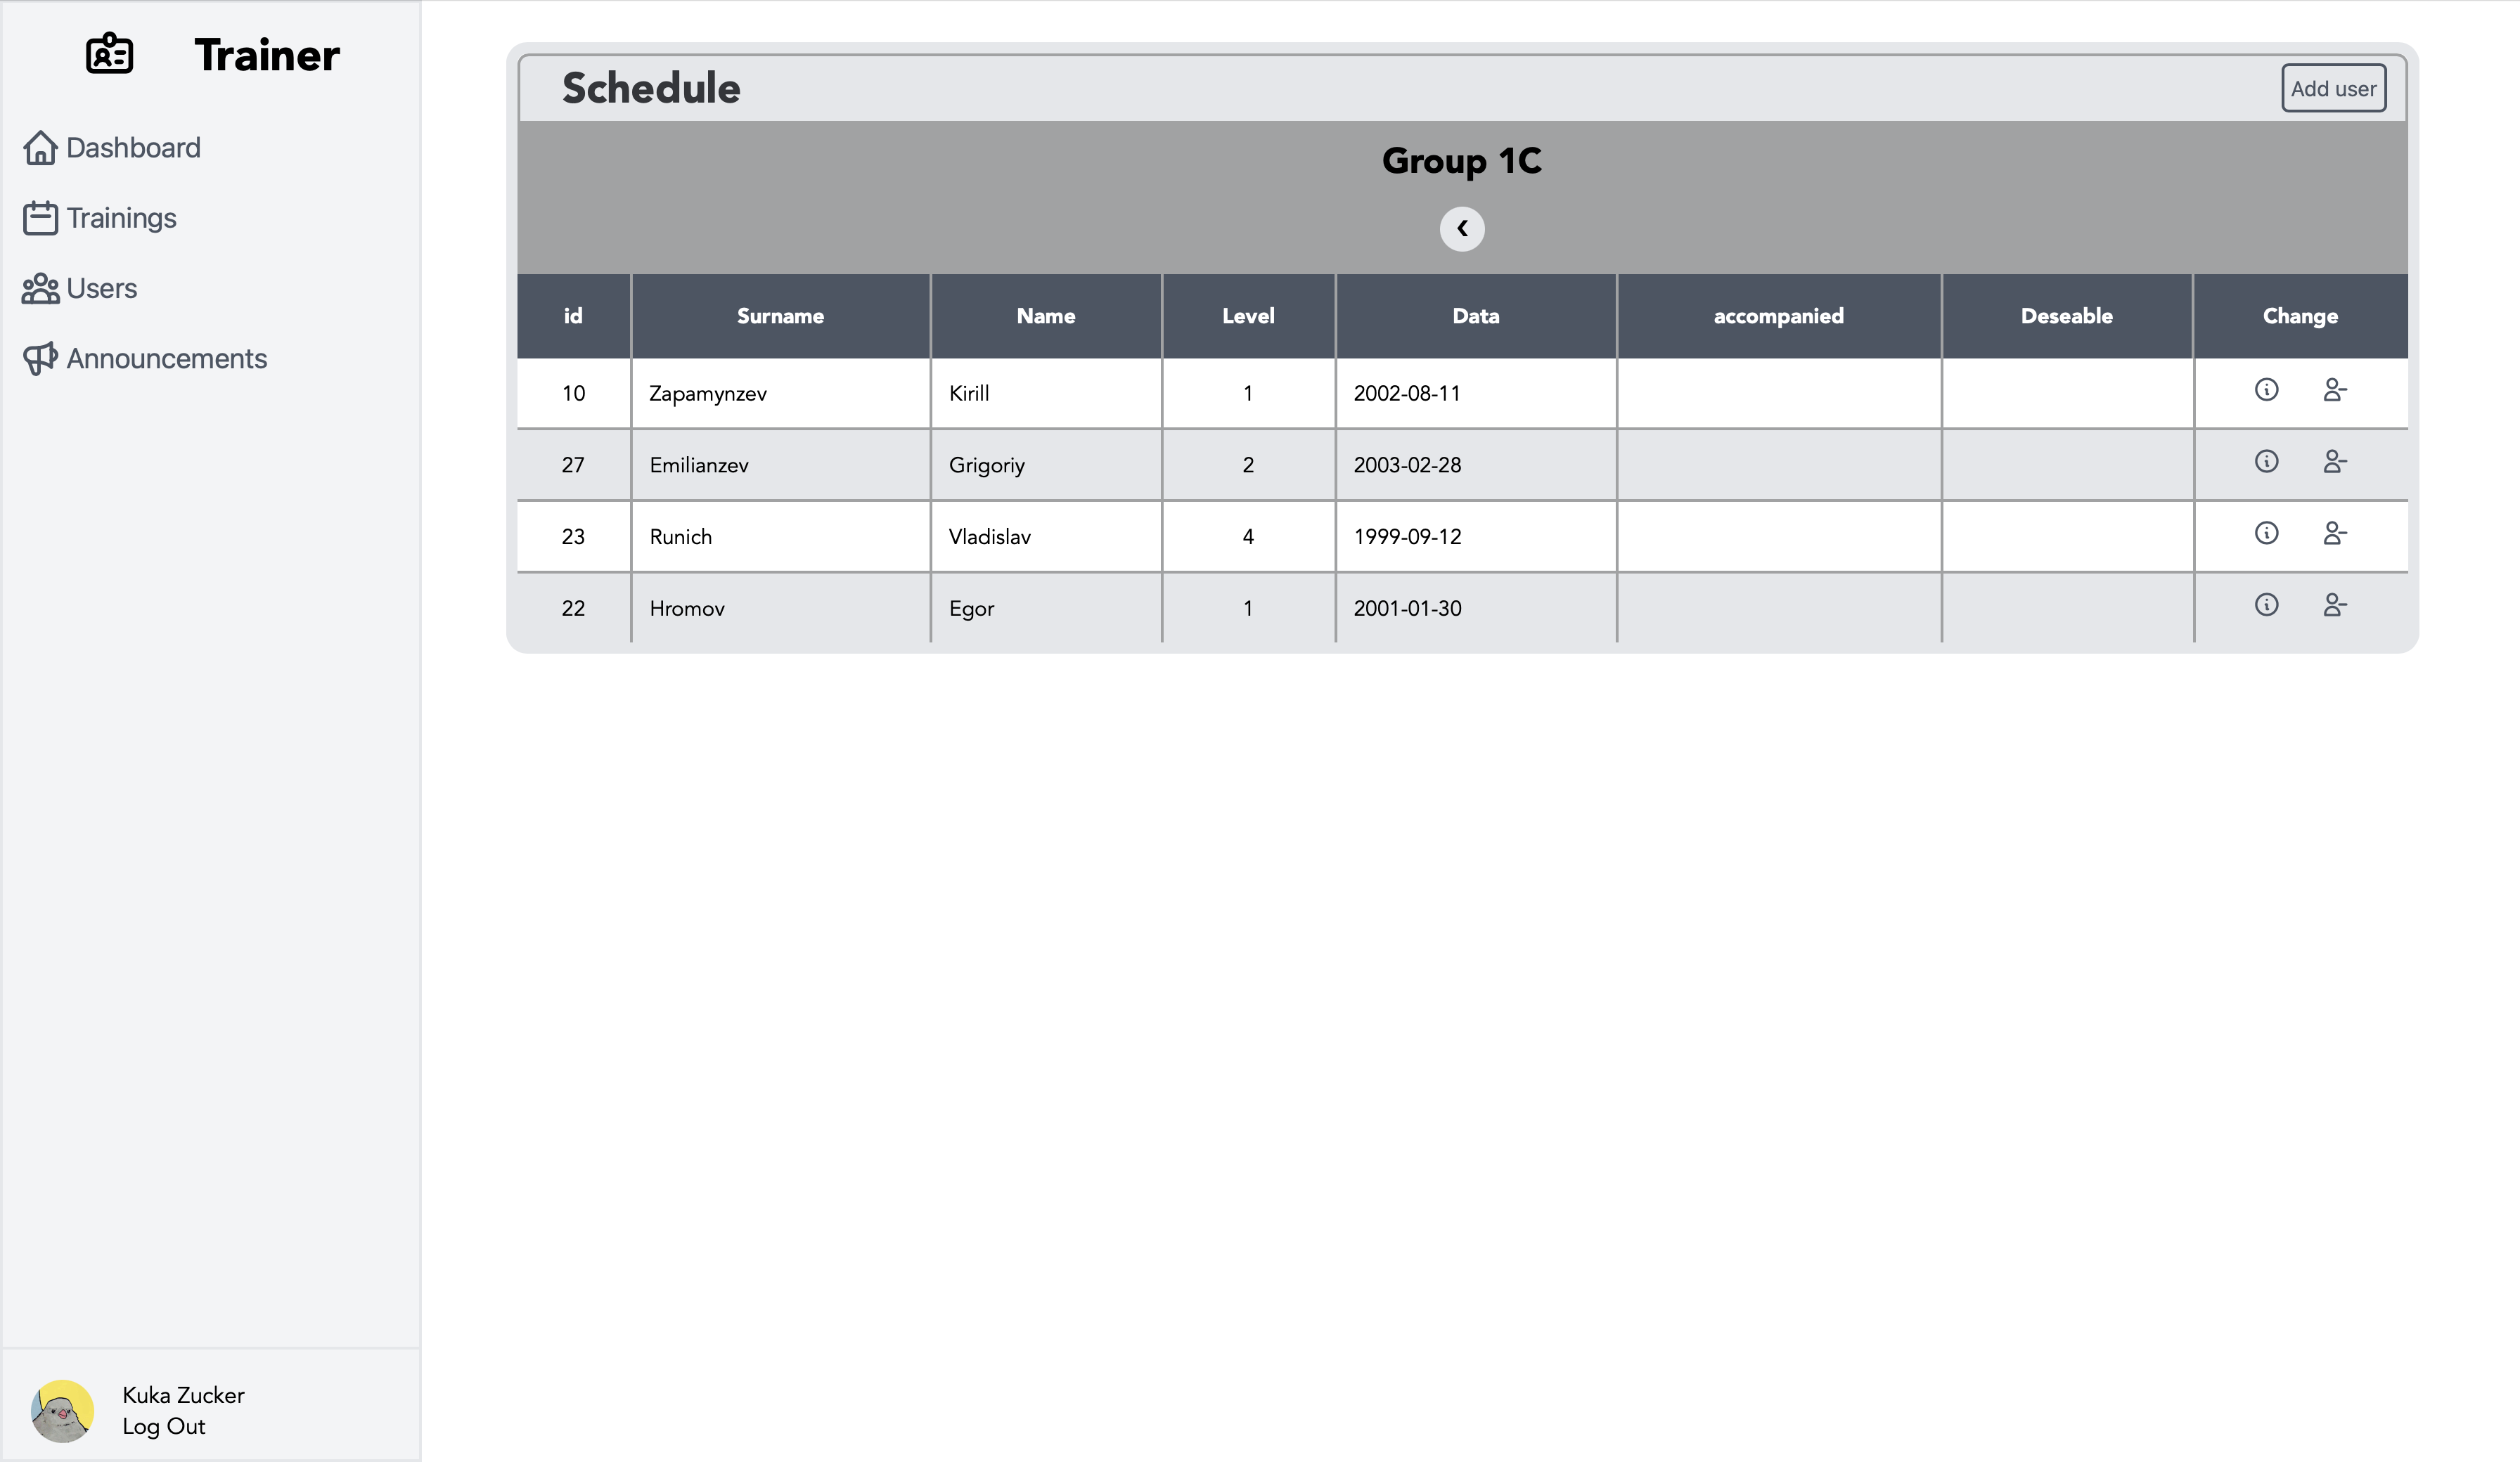 Trainer
Dashboard
Trainings
Users
Announcements
Kuka Zucker
Log Out
Schedule
Add user
Group 1C
id Surname Name Level Data accompanied Deseable Change
10 Zapamynzev Kirill 1 2002-08-11
27 Emilianzev Grigoriy 2 2003-02-28
23 Runich Vladislav 4 1999-09-12
22 Hromov Egor 1 2001-01-30